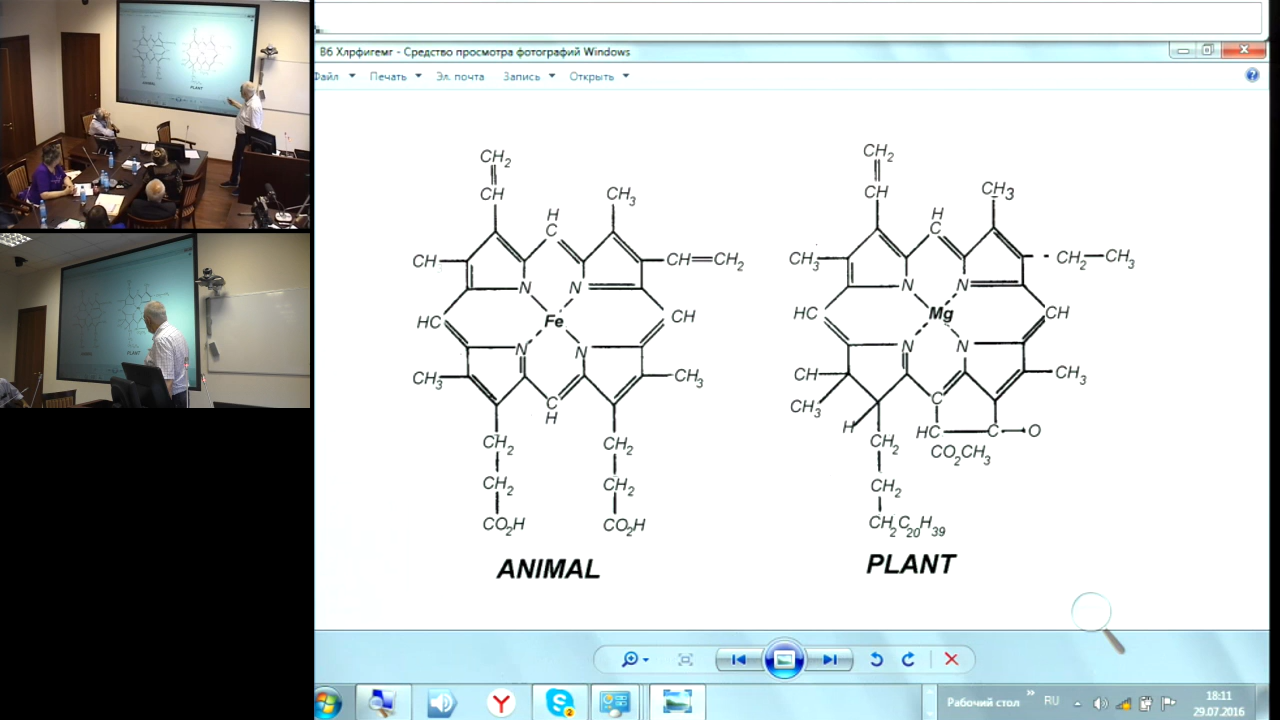 В6 Хлрфигемг - Средство просмотра фотографий Windows
Файл Печать Эл. почта Запись Открыть
CH2
CH
CH3
H
C
CH
CH=CH2
N N
HC Fe CH
N N
CH3 CH3
C
H
CH2 CH2
CH2 CH2
CO2H CO2H
ANIMAL
CH2
CH
CH3
H
C
CH3
CH2—CH3
N N
HC Mg CH
N N
CH CH3
CH3
C
H
HC C—O
CH2
CO2CH3
CH2
CH2C20H39
PLANT
Рабочий стол » RU 18:11
29.07.2016